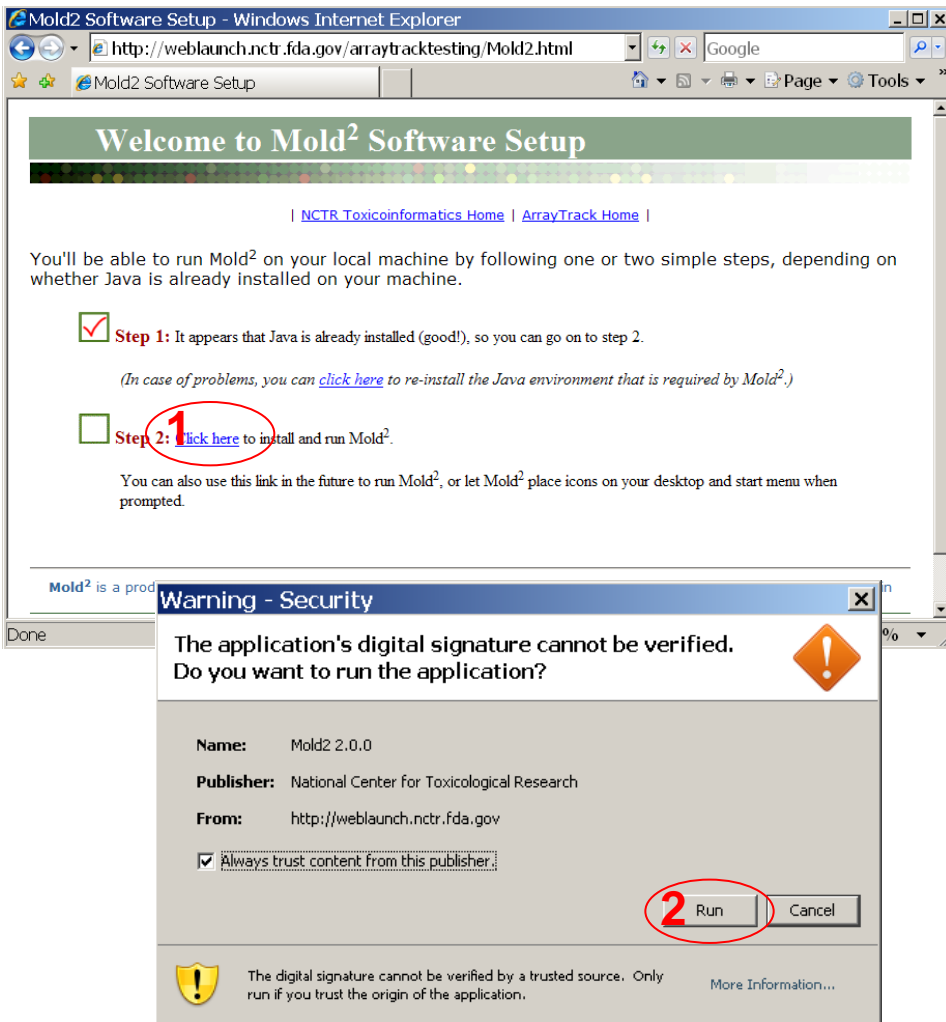 Mold2 Software Setup - Windows Internet Explorer
http://weblaunch.nctr.fda.gov/arraytracktesting/Mold2.html
Google
Mold2 Software Setup
Page
Tools
»
Welcome to Mold² Software Setup
| NCTR Toxicoinformatics Home | ArrayTrack Home |
You'll be able to run Mold² on your local machine by following one or two simple steps, depending on
whether Java is already installed on your machine.
Step 1: It appears that Java is already installed (good!), so you can go on to step 2.
(In case of problems, you can click here to re-install the Java environment that is required by Mold².)
1
Step 2: Click here to install and run Mold².
You can also use this link in the future to run Mold², or let Mold² place icons on your desktop and start menu when
prompted.
Mold² is a prod
in
Done
%
Warning - Security
The application's digital signature cannot be verified.
Do you want to run the application?
Name: Mold2 2.0.0
Publisher: National Center for Toxicological Research
From: http://weblaunch.nctr.fda.gov
Always trust content from this publisher.
2 Run Cancel
The digital signature cannot be verified by a trusted source. Only
run if you trust the origin of the application.
More Information...